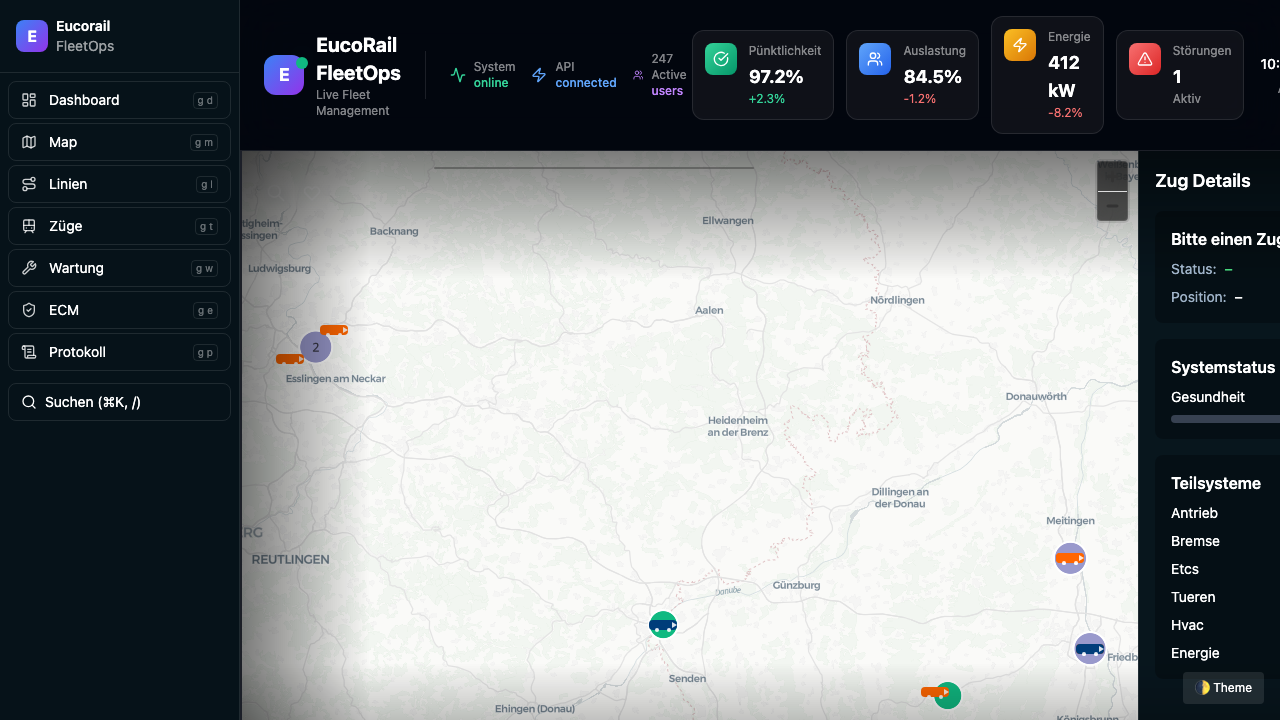 E
Eucorail
FleetOps
Dashboard
g d
Map
g m
Linien
g l
Züge
g t
Wartung
g w
ECM
g e
Protokoll
g p
Suchen (⌘K, /)
E
EucoRail
FleetOps
Live Fleet
Management
System
online
API
connected
247
Active
users
Pünktlichkeit
97.2%
+2.3%
Auslastung
84.5%
-1.2%
Energie
412
kW
-8.2%
Störungen
1
Aktiv
10:
Backnang
Ludwigsburg
2
Esslingen am Neckar
REUTLINGEN
Ellwangen
Aalen
Nördlingen
Donauwörth
Heidenheim
an der Brenz
Dillingen an
der Donau
Meitingen
Günzburg
Danube
Senden
Ehingen (Donau)
Friedb
Königsbrunn
−
Zug Details
Bitte einen Zug
Status: –
Position: –
Systemstatus
Gesundheit
Teilsysteme
Antrieb
Bremse
Etcs
Tueren
Hvac
Energie
🌗 Theme